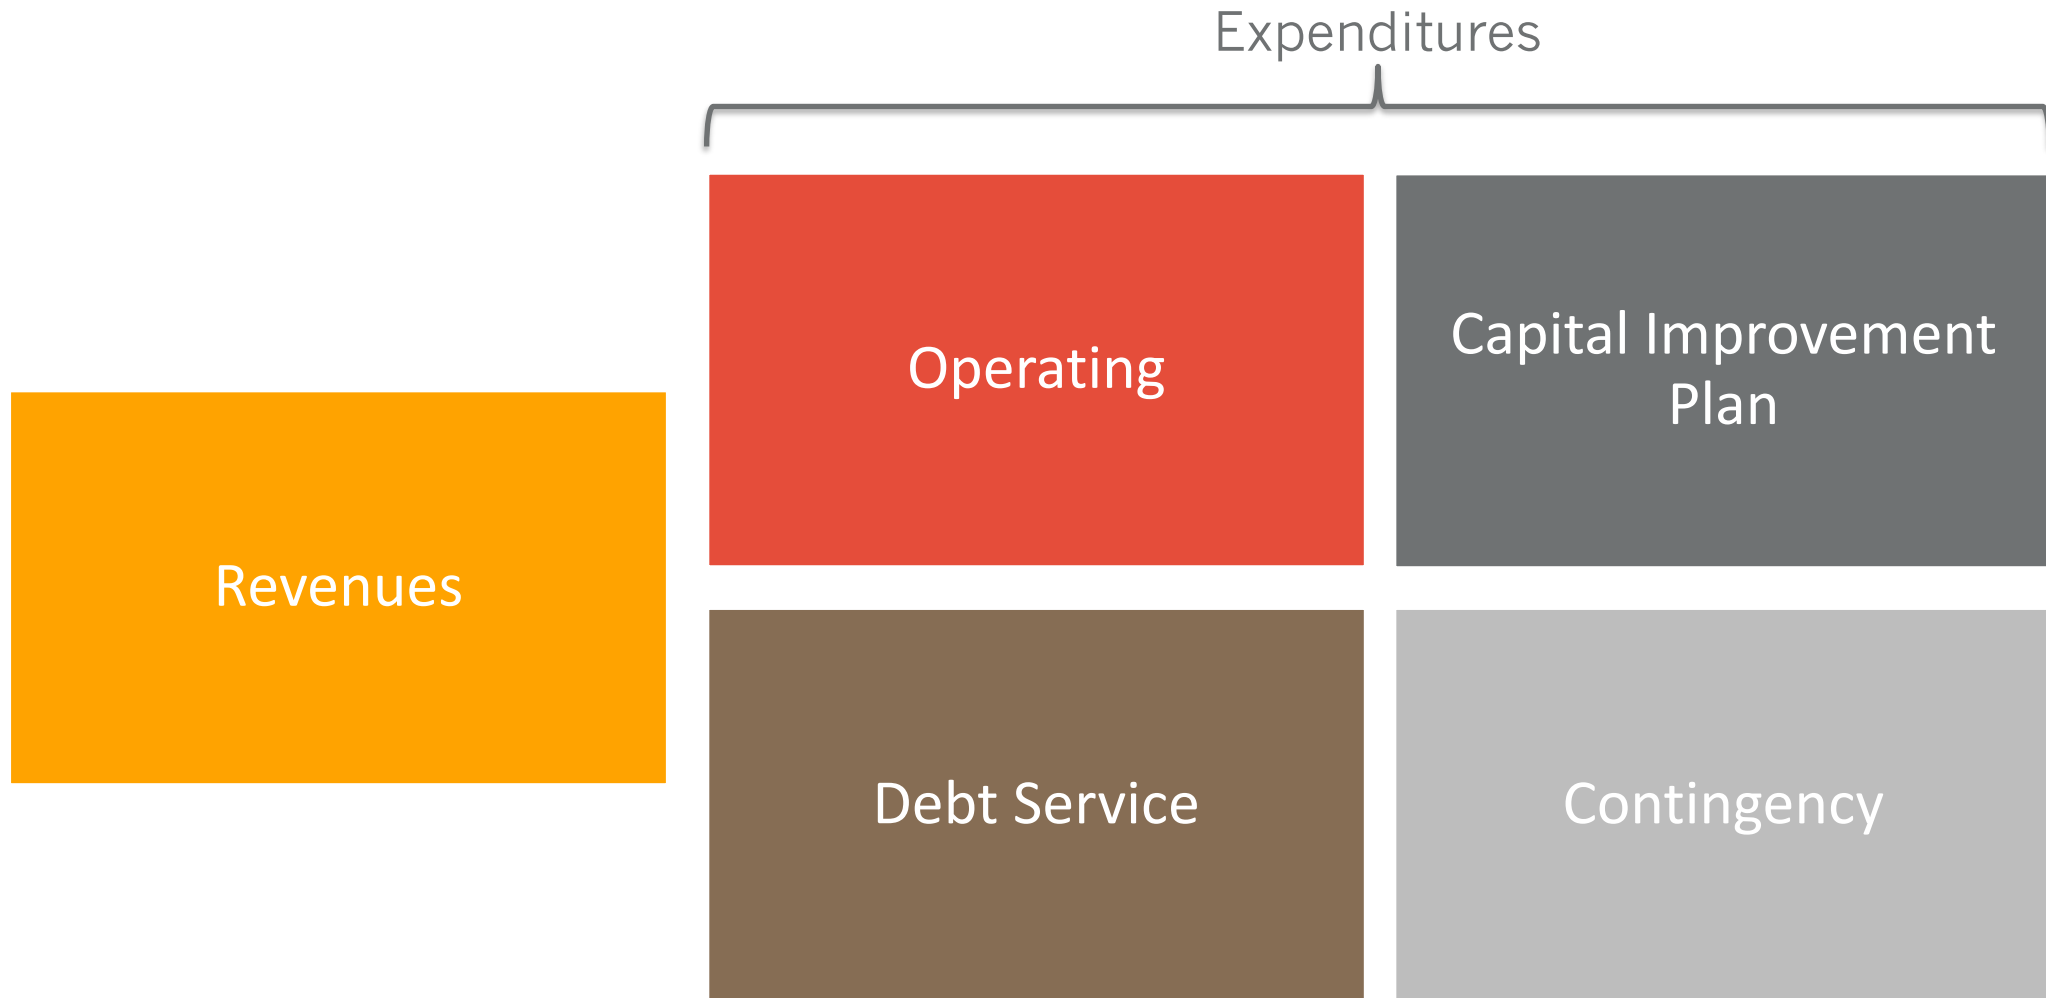 Expenditures
Operating
Capital Improvement
Plan
Revenues
Debt Service
Contingency